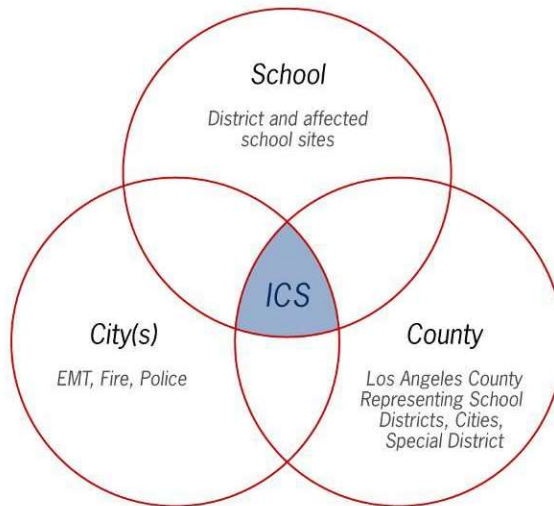 School
District and affected
school sites
ICS
City(s)
EMT, Fire, Police
County
Los Angeles County
Representing School
Districts, Cities,
Special District